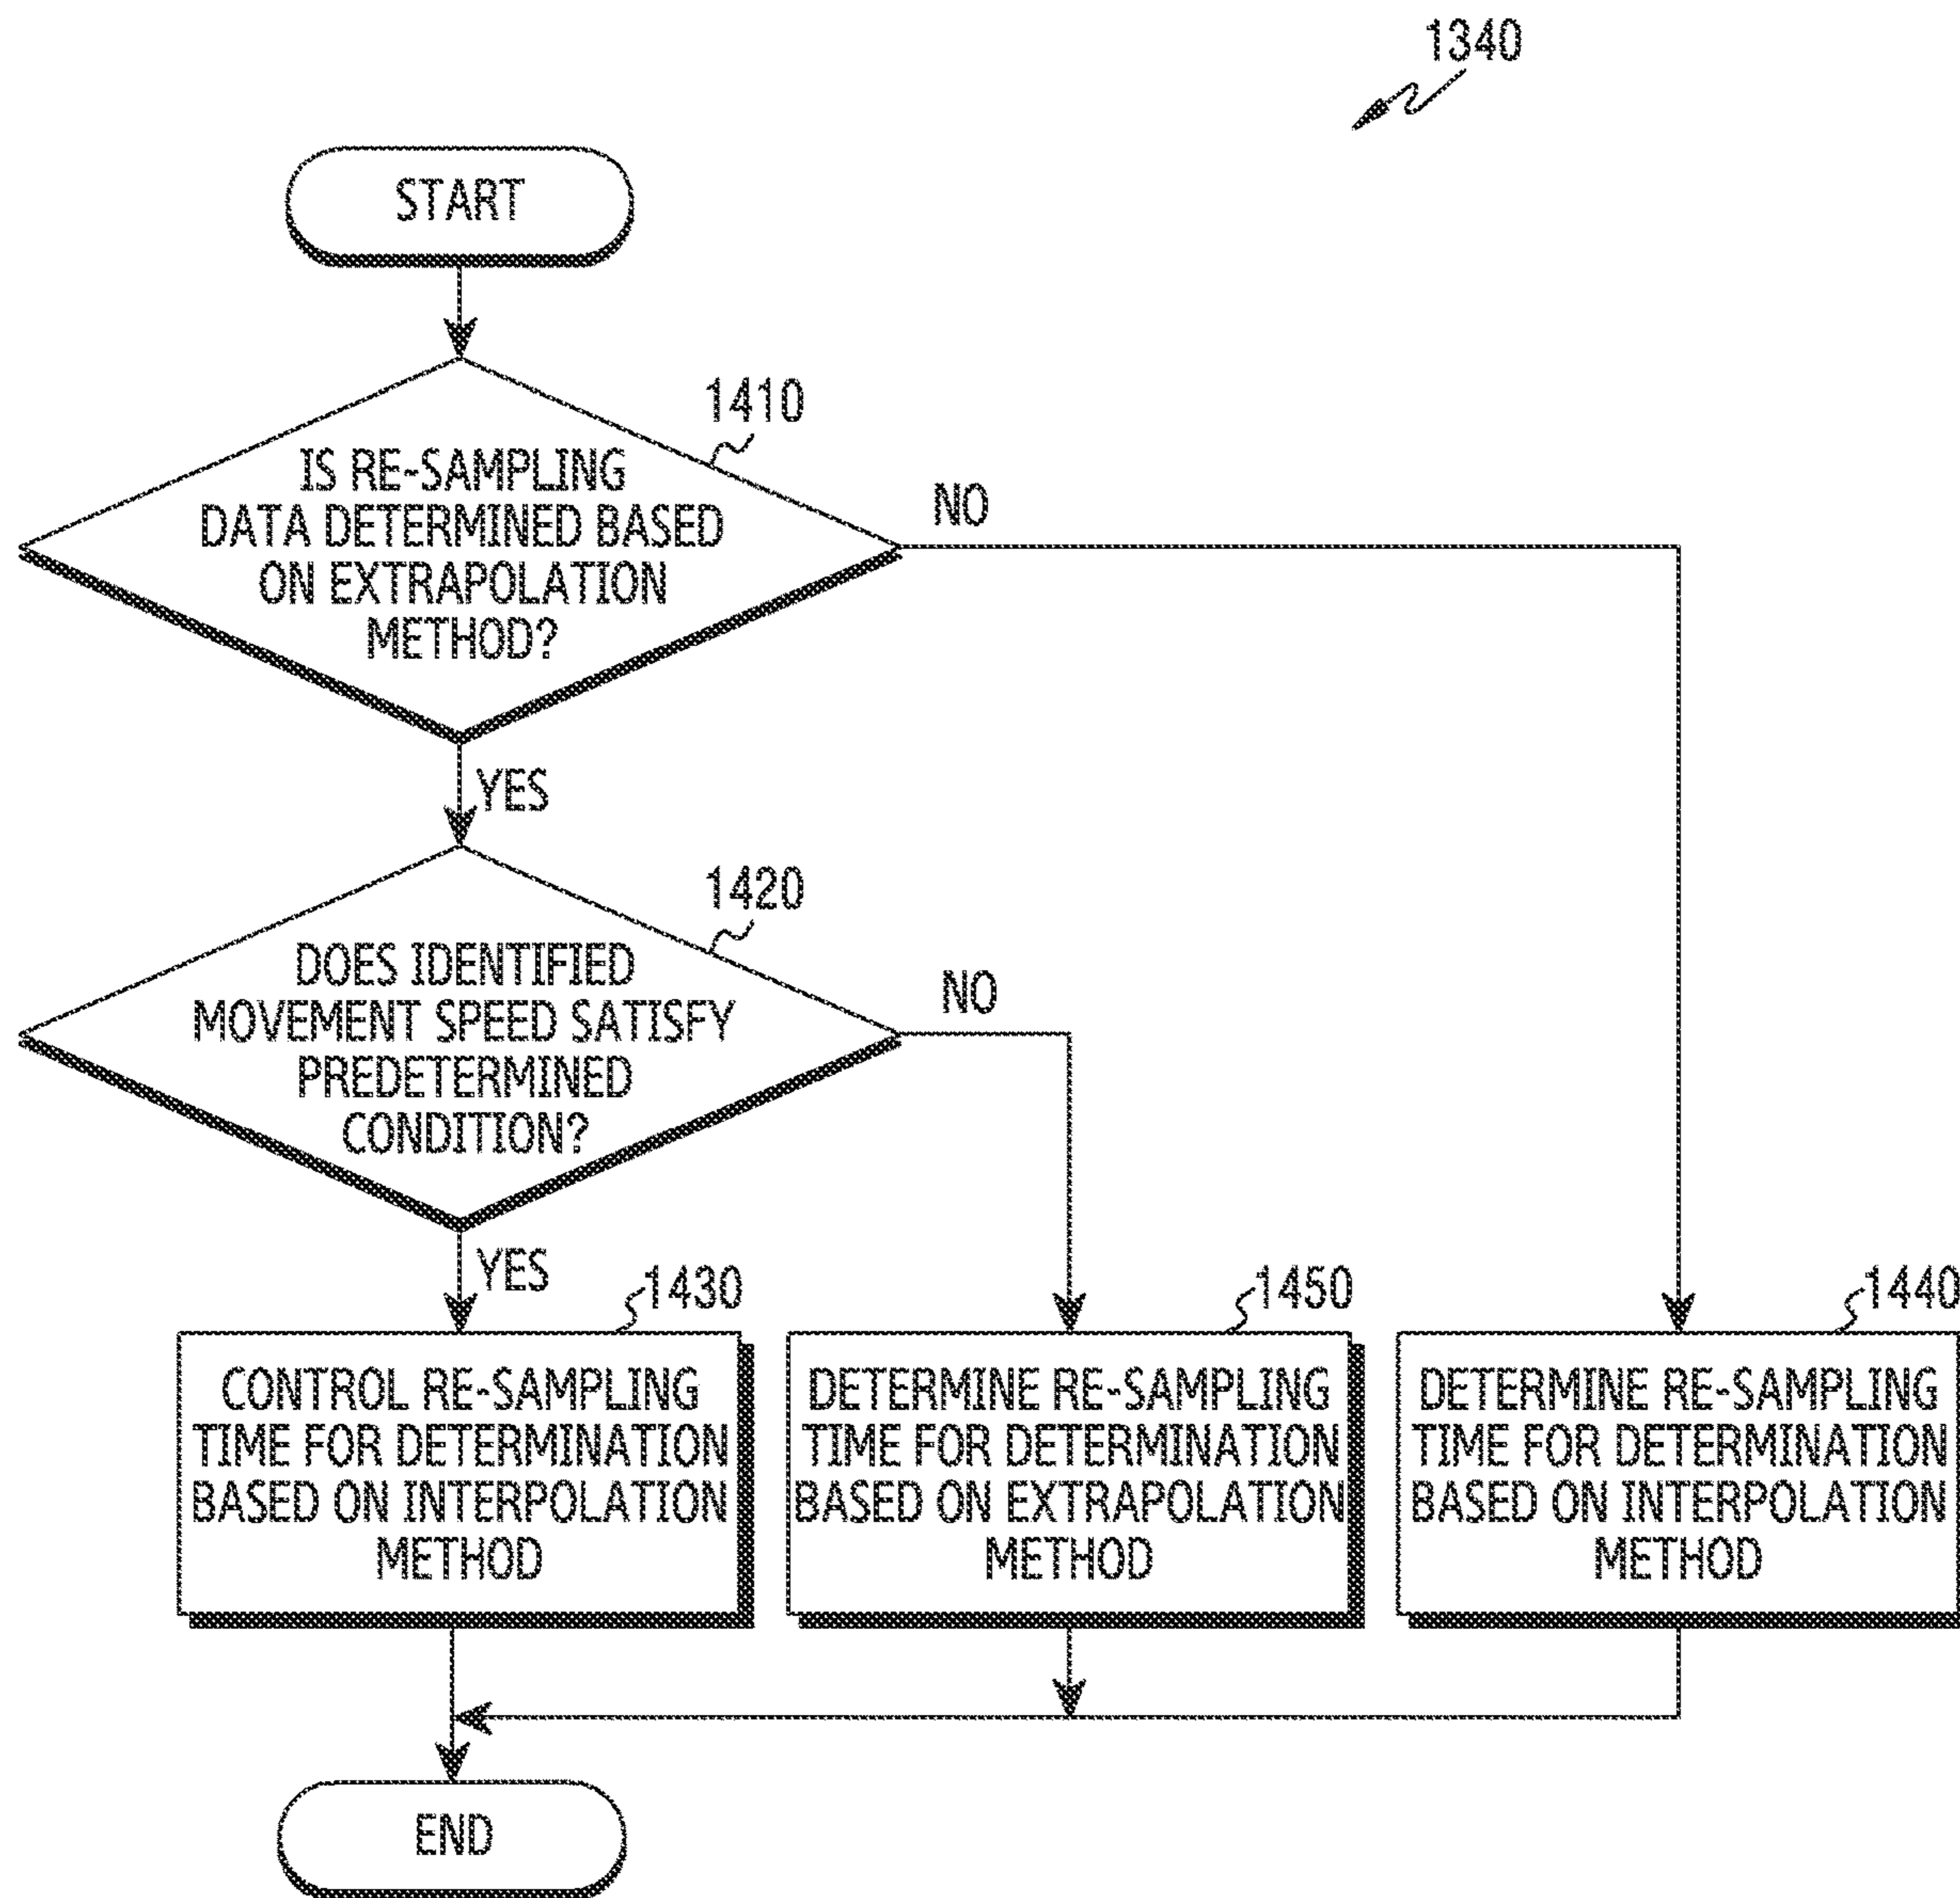 1340
START
1410
IS RE-SAMPLING
DATA DETERMINED BASED
ON EXTRAPOLATION
METHOD?
NO
YES
1420
DOES IDENTIFIED
MOVEMENT SPEED SATISFY
PREDETERMINED
CONDITION?
NO
YES
1430
CONTROL RE-SAMPLING
TIME FOR DETERMINATION
BASED ON INTERPOLATION
METHOD
1450
DETERMINE RE-SAMPLING
TIME FOR DETERMINATION
BASED ON EXTRAPOLATION
METHOD
1440
DETERMINE RE-SAMPLING
TIME FOR DETERMINATION
BASED ON INTERPOLATION
METHOD
END